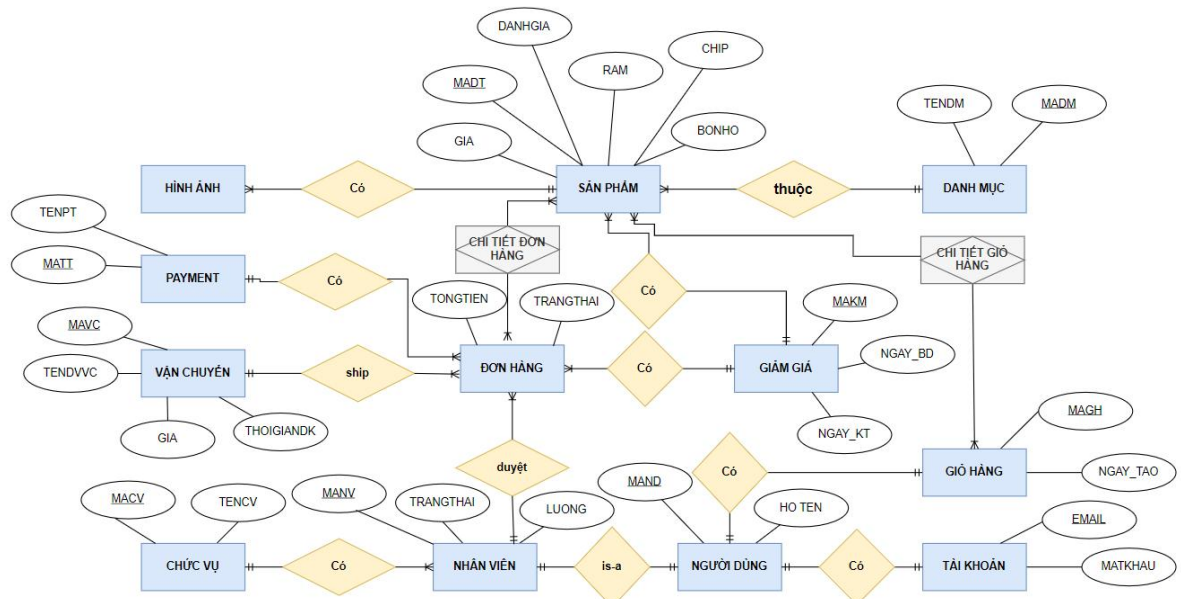 DANHGIA
CHIP
RAM
MADT
TENDM
MADM
GIA
BONHO
HÌNH ẢNH
Có
SẢN PHẨM
thuộc
DANH MỤC
TENPT
CHI TIẾT ĐƠN
HÀNG
CHI TIẾT GIỎ
HÀNG
MATT
PAYMENT
Có
Có
TONGTIEN
TRANGTHAI
MAKM
MAVC
NGAY_BD
TENDVVC
VẬN CHUYỂN
ship
ĐƠN HÀNG
Có
GIẢM GIÁ
GIA
THOIGIANDK
NGAY_KT
MAGH
duyệt
Có
GIỎ HÀNG
NGAY_TAO
MACV
TENCV
MANV
TRANGTHAI
LUONG
MAND
HO TEN
EMAIL
CHỨC VỤ
Có
NHÂN VIÊN
is-a
NGƯỜI DÙNG
Có
TÀI KHOẢN
MATKHAU